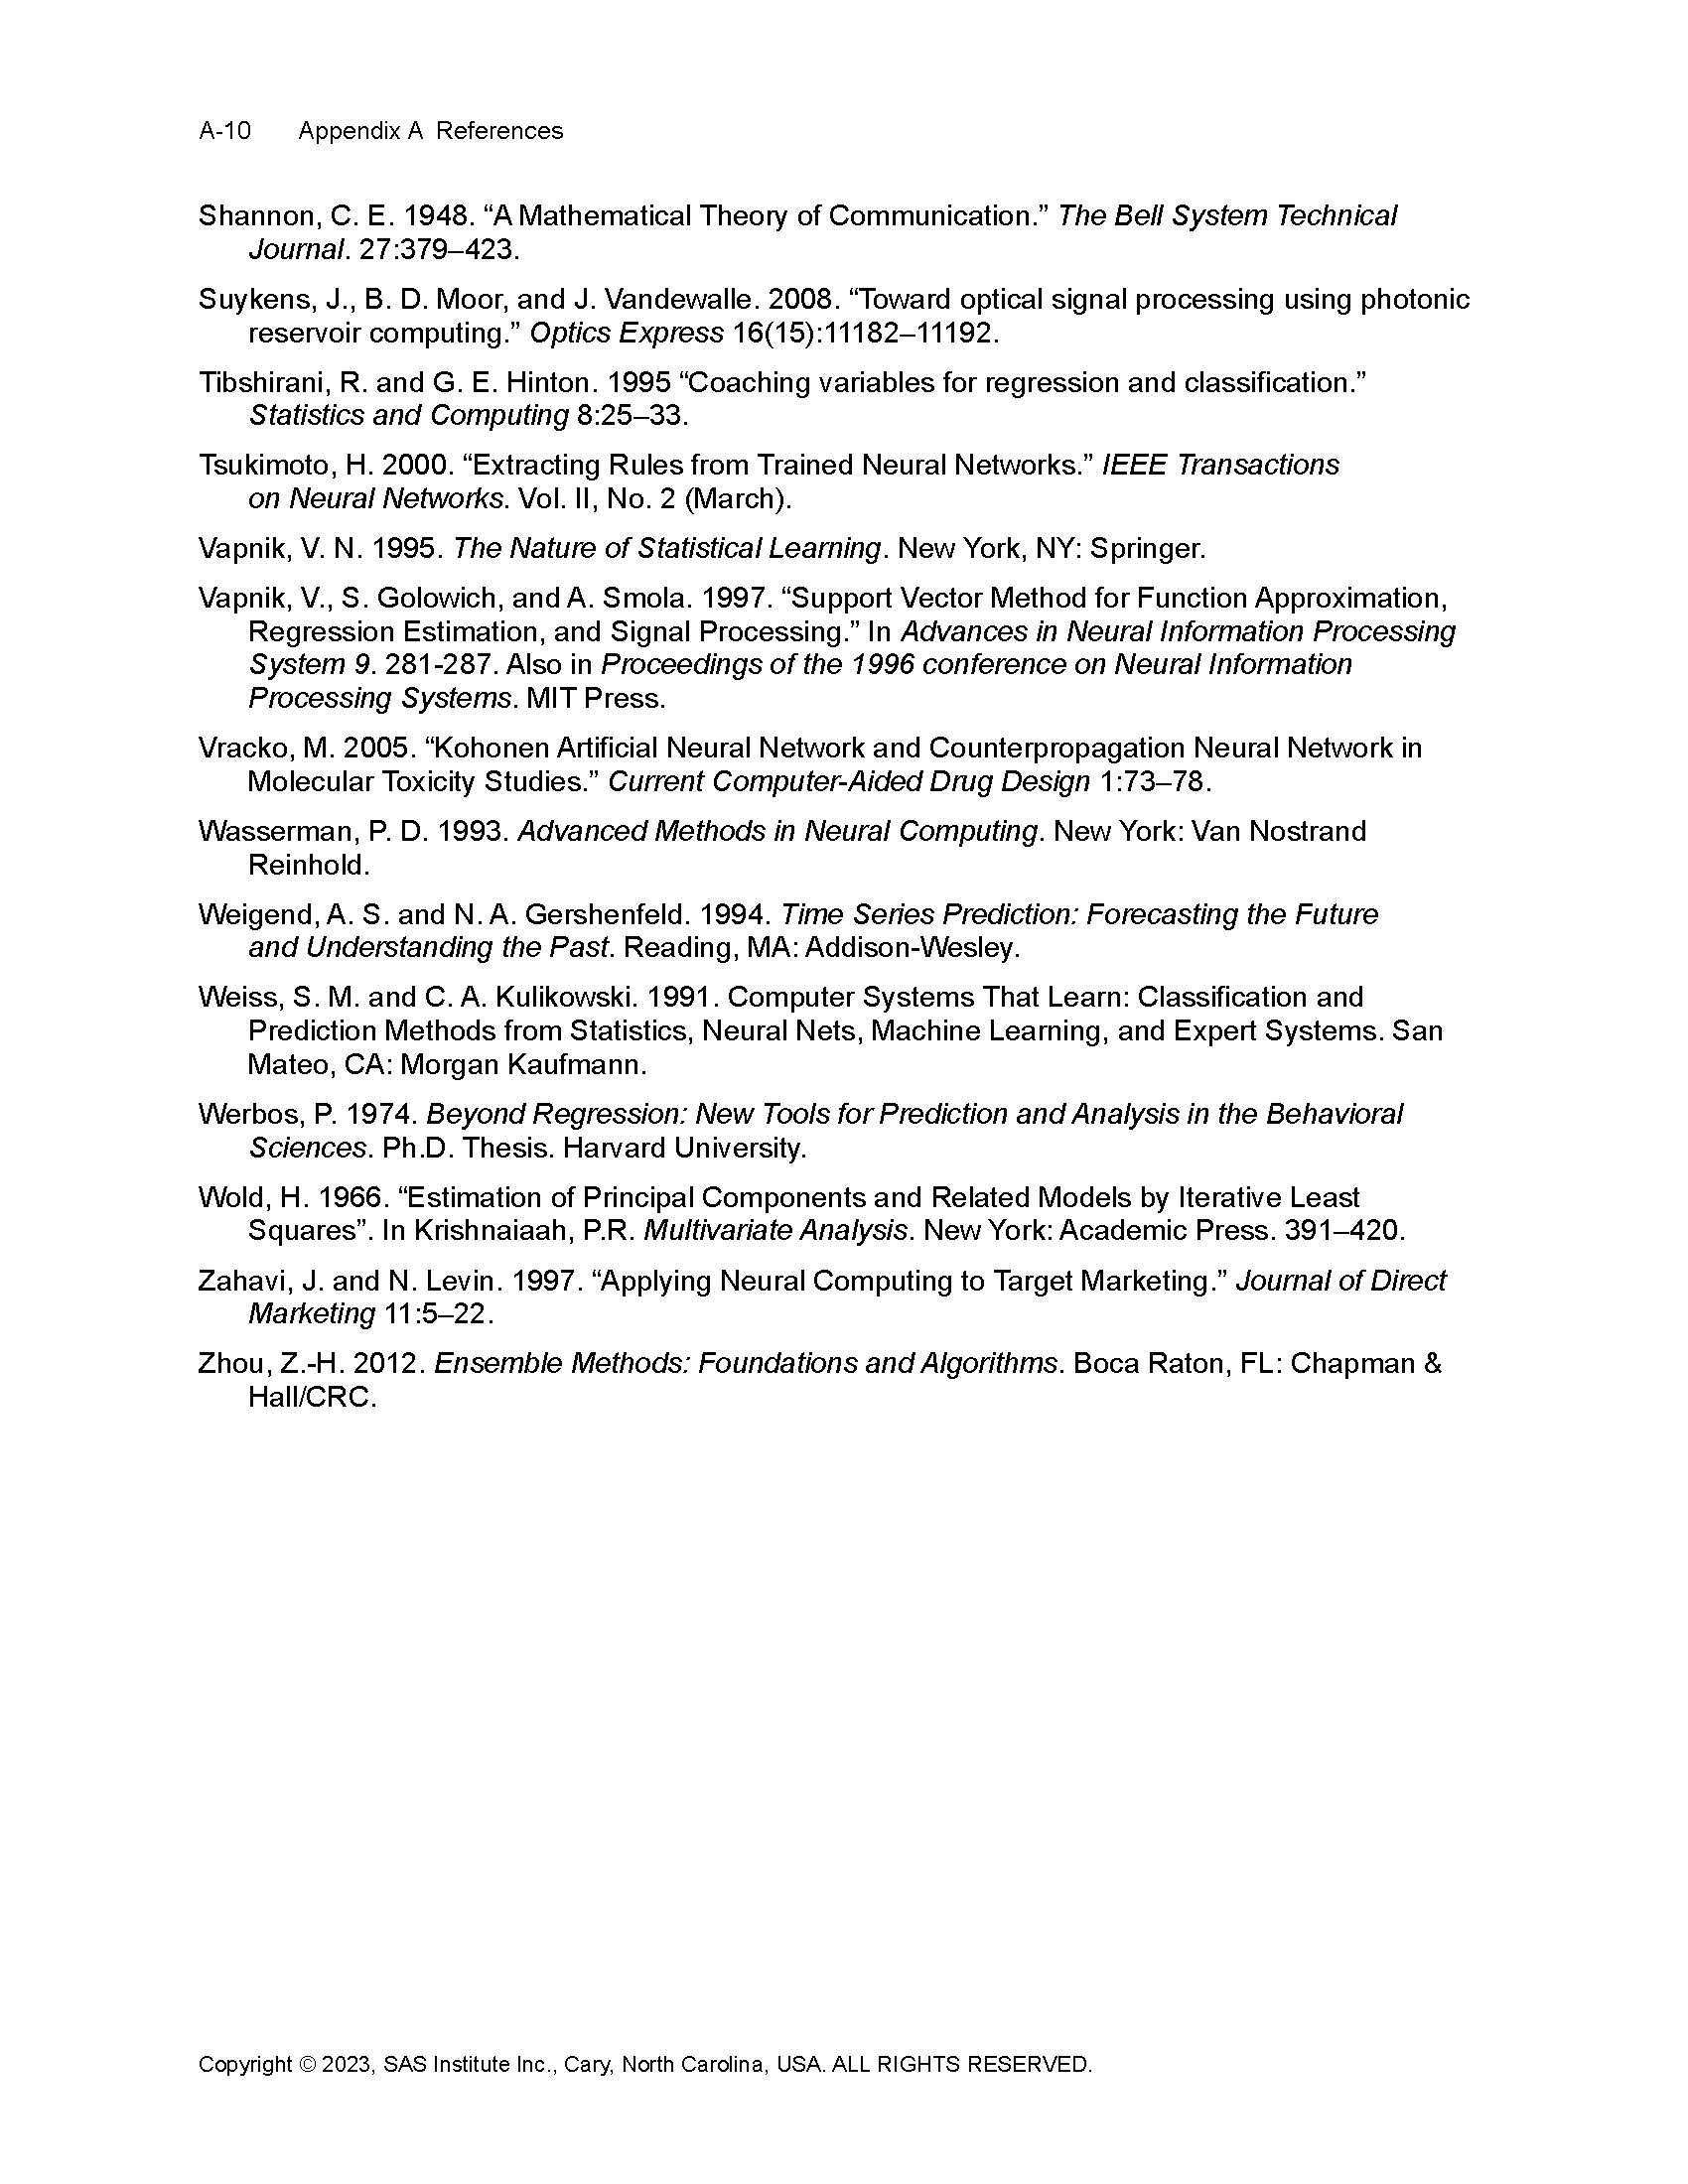 A-10 Appendix A References
Shannon, C. E. 1948. “A Mathematical Theory of Communication.” The Bell System Technical
Journal. 27:379–423.
Suykens, J., B. D. Moor, and J. Vandewalle. 2008. “Toward optical signal processing using photonic
reservoir computing.” Optics Express 16(15):11182–11192.
Tibshirani, R. and G. E. Hinton. 1995 “Coaching variables for regression and classification.”
Statistics and Computing 8:25–33.
Tsukimoto, H. 2000. “Extracting Rules from Trained Neural Networks.” IEEE Transactions
on Neural Networks. Vol. II, No. 2 (March).
Vapnik, V. N. 1995. The Nature of Statistical Learning. New York, NY: Springer.
Vapnik, V., S. Golowich, and A. Smola. 1997. “Support Vector Method for Function Approximation,
Regression Estimation, and Signal Processing.” In Advances in Neural Information Processing
System 9. 281-287. Also in Proceedings of the 1996 conference on Neural Information
Processing Systems. MIT Press.
Vracko, M. 2005. “Kohonen Artificial Neural Network and Counterpropagation Neural Network in
Molecular Toxicity Studies.” Current Computer-Aided Drug Design 1:73–78.
Wasserman, P. D. 1993. Advanced Methods in Neural Computing. New York: Van Nostrand
Reinhold.
Weigend, A. S. and N. A. Gershenfeld. 1994. Time Series Prediction: Forecasting the Future
and Understanding the Past. Reading, MA: Addison-Wesley.
Weiss, S. M. and C. A. Kulikowski. 1991. Computer Systems That Learn: Classification and
Prediction Methods from Statistics, Neural Nets, Machine Learning, and Expert Systems. San
Mateo, CA: Morgan Kaufmann.
Werbos, P. 1974. Beyond Regression: New Tools for Prediction and Analysis in the Behavioral
Sciences. Ph.D. Thesis. Harvard University.
Wold, H. 1966. “Estimation of Principal Components and Related Models by Iterative Least
Squares”. In Krishnaiaah, P.R. Multivariate Analysis. New York: Academic Press. 391–420.
Zahavi, J. and N. Levin. 1997. “Applying Neural Computing to Target Marketing.” Journal of Direct
Marketing 11:5–22.
Zhou, Z.-H. 2012. Ensemble Methods: Foundations and Algorithms. Boca Raton, FL: Chapman &
Hall/CRC.
Copyright © 2023, SAS Institute Inc., Cary, North Carolina, USA. ALL RIGHTS RESERVED.